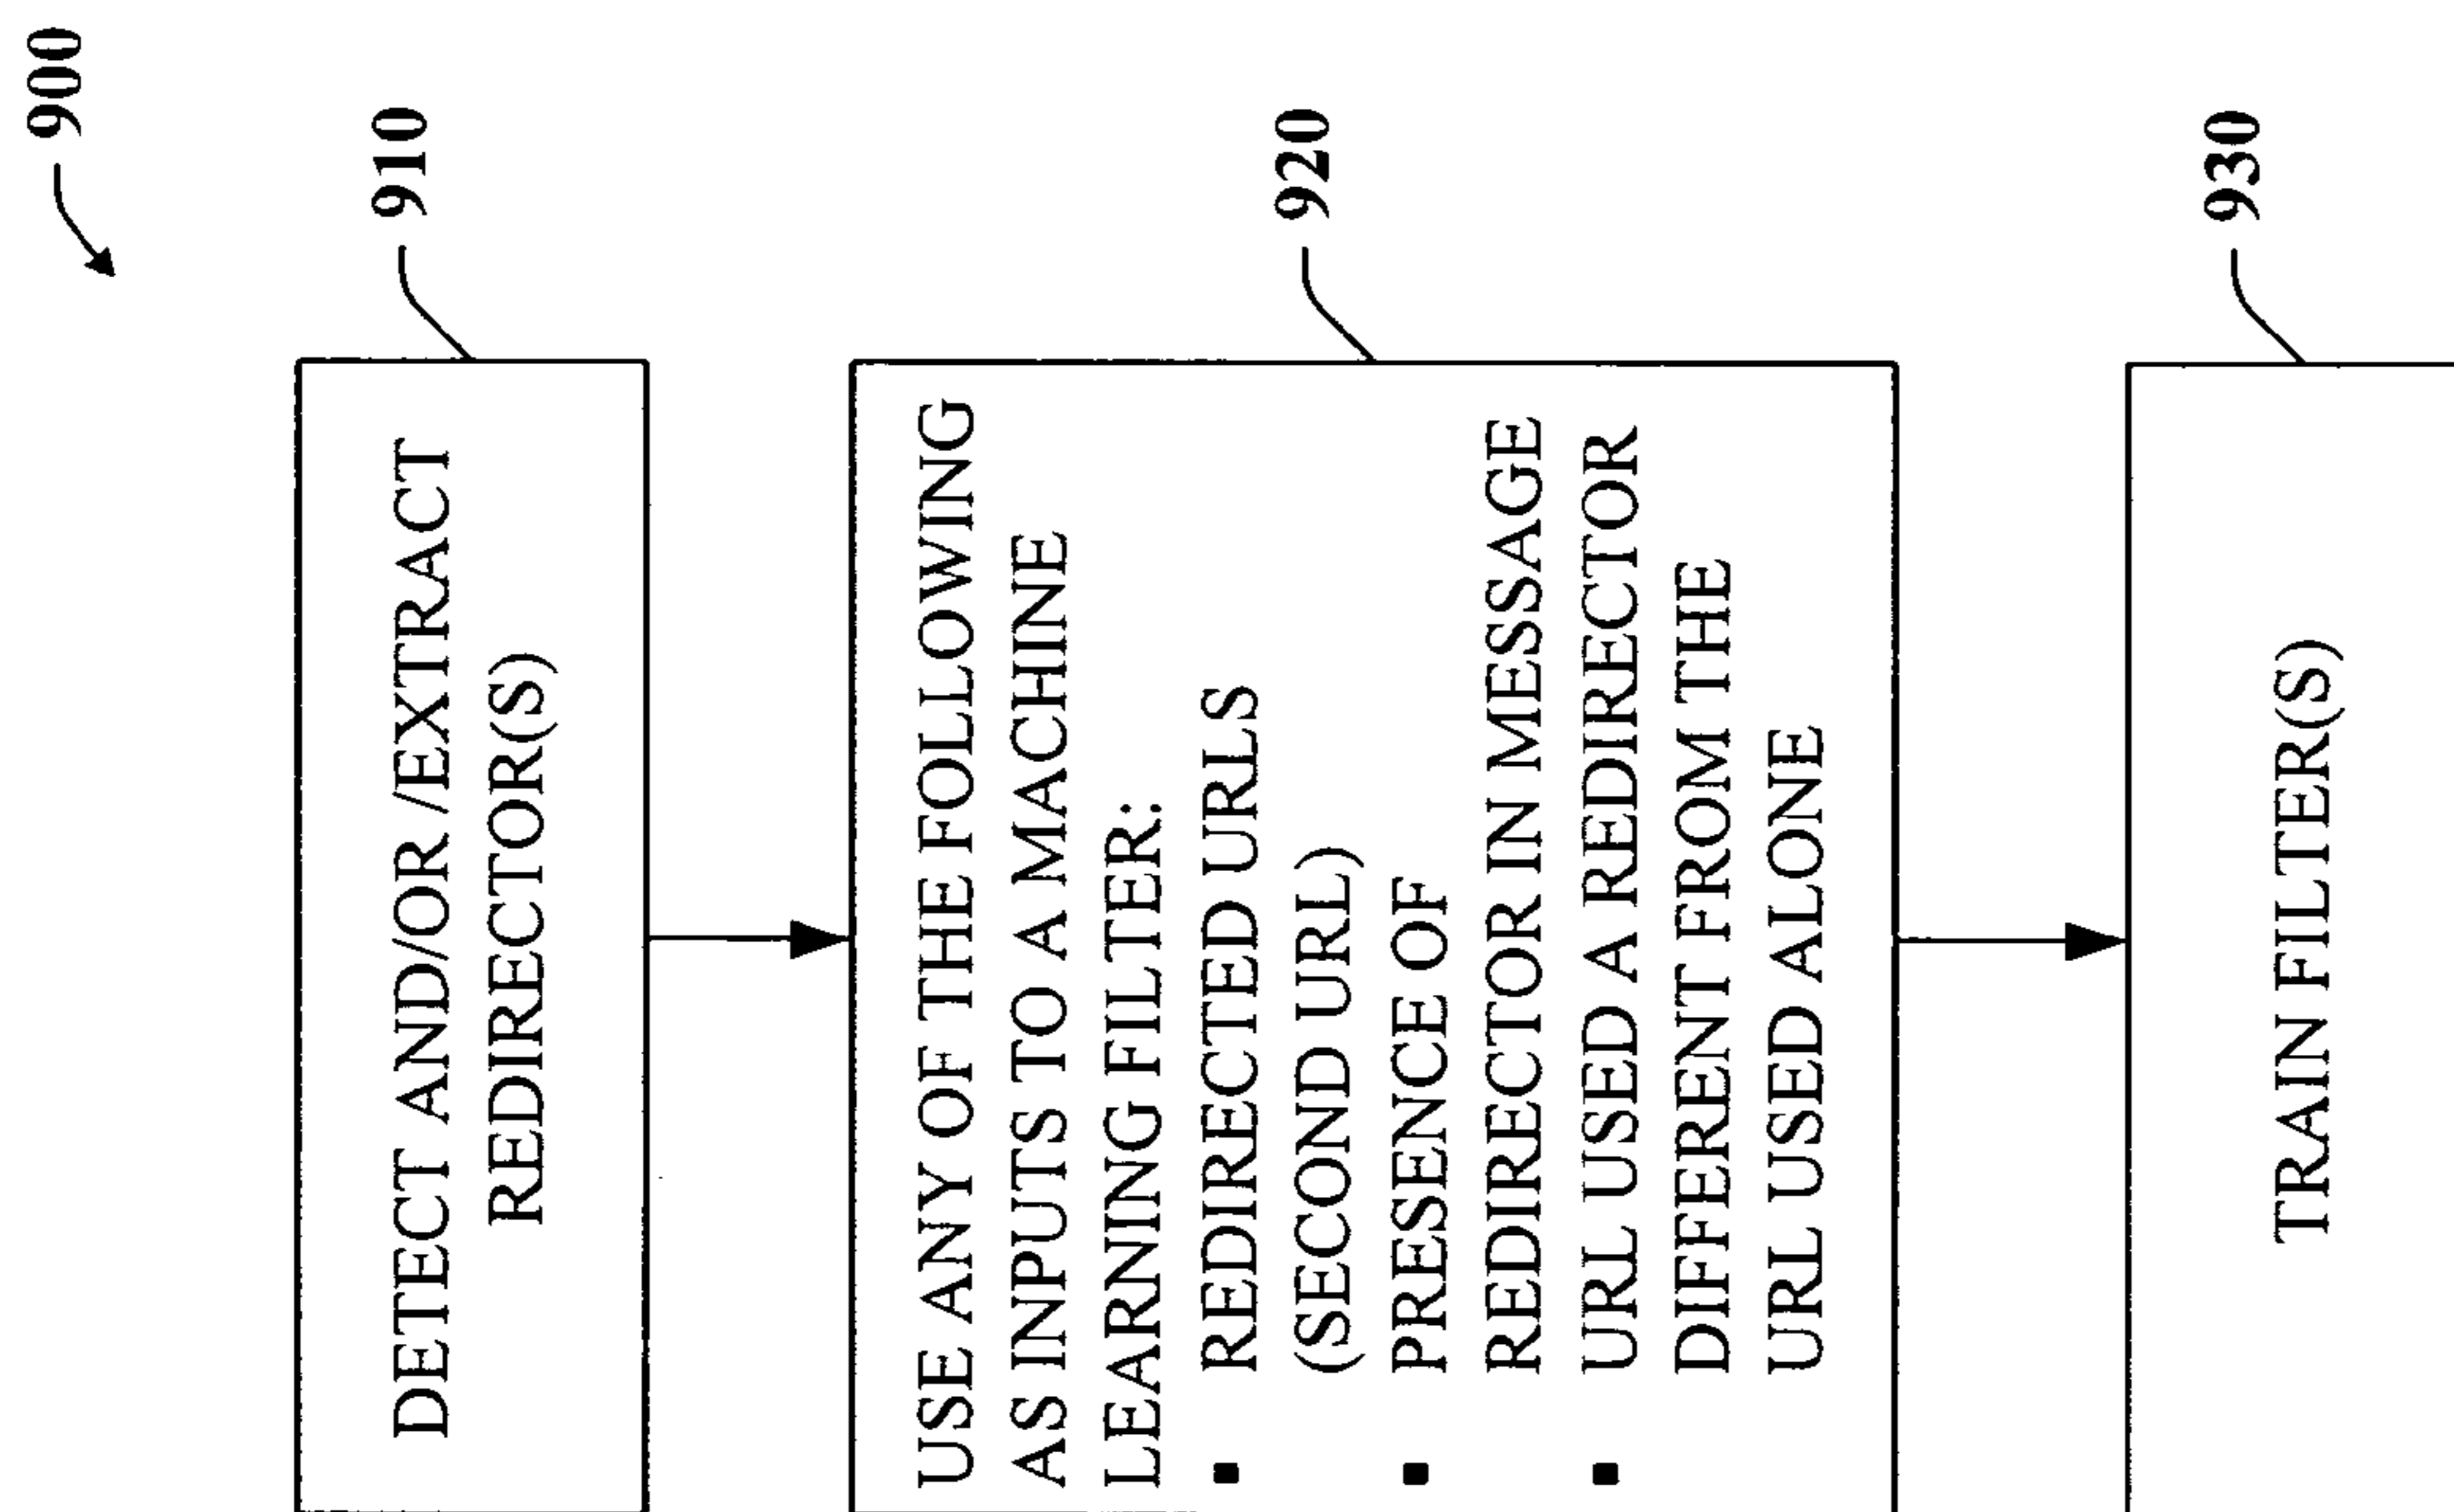 900
910
DETECT AND/OR /EXTRACT
REDIRECTOR(S)
920
USE ANY OF THE FOLLOWING
AS INPUTS TO A MACHINE
LEARNING FILTER:
▪ REDIRECTED URLS
(SECOND URL)
▪ PRESENCE OF
REDIRECTOR IN MESSAGE
▪ URL USED A REDIRECTOR
DIFFERENT FROM THE
URL USED ALONE
930
TRAIN FILTER(S)